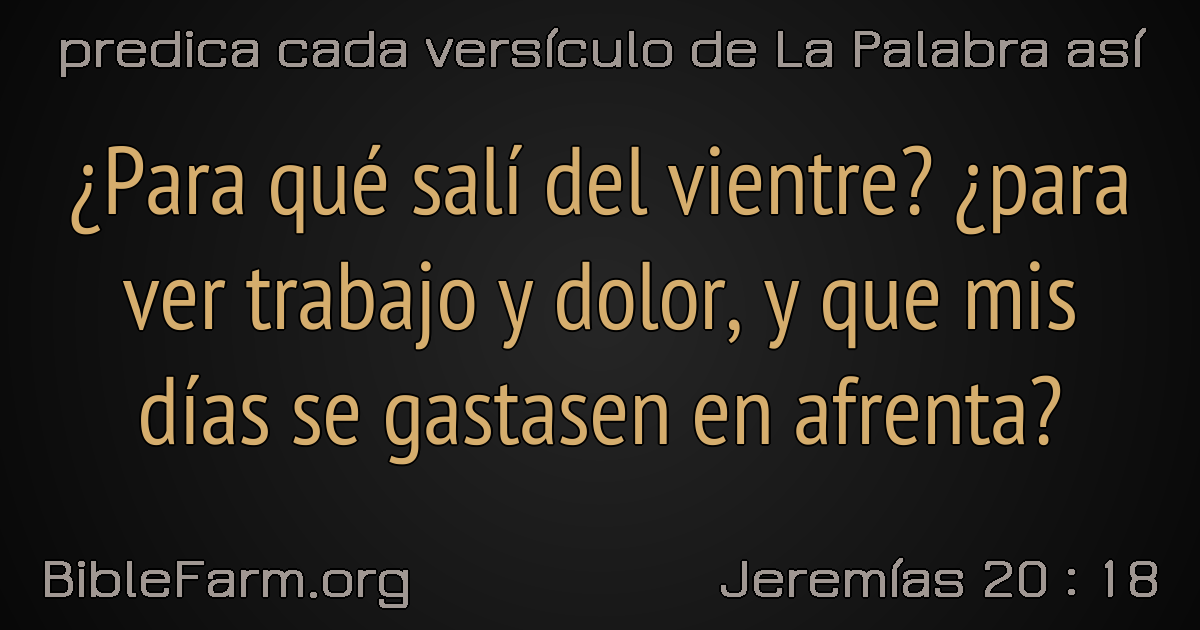 predica cada versículo de La Palabra así
¿Para qué salí del vientre? ¿para
ver trabajo y dolor, y que mis
días se gastasen en afrenta?
BibleFarm.org
Jeremías 20 : 18